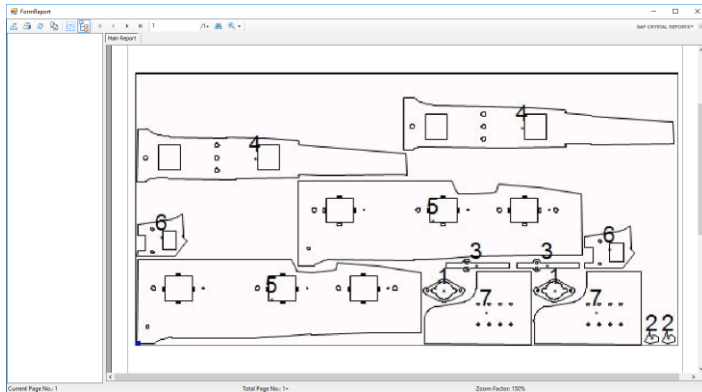 FormReport
1
/1+
SAP CRYSTAL REPORTS®
Main Report
4
4
5
6
6
3
3
5
1
1
7
7
2
2
Current Page No.: 1
Total Page No.: 1+
Zoom Factor: 150%